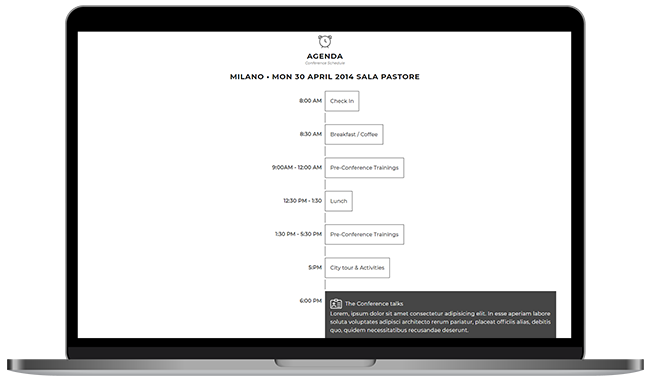 AGENDA
Conference Schedule
MILANO • MON 30 APRIL 2014 SALA PASTORE
8:00 AM Check In
8:30 AM Breakfast / Coffee
9:00AM - 12:00 AM Pre-Conference Trainings
12:30 PM - 1:30 Lunch
1:30 PM - 5:30 PM Pre-Conference Trainings
5:PM City tour & Activities
6:00 PM The Conference talks
Lorem, ipsum dolor sit amet consectetur adipisicing elit. In esse aperiam labore
soluta voluptates adipisci architecto rerum pariatur, placeat officiis alias, debitis
quo, quidem necessitatibus recusandae deserunt.